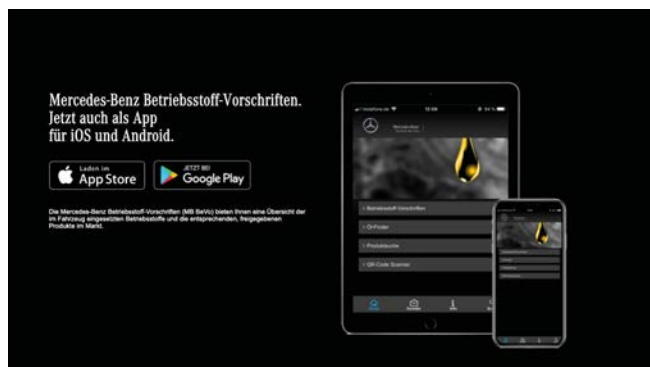 Mercedes-Benz Betriebsstoff-Vorschriften.
Jetzt auch als App
für iOS und Android.
Laden im
App Store
JETZT BEI
Google Play
Die Mercedes-Benz Betriebsstoff-Vorschriften (MB BeVo) bieten Ihnen eine Übersicht der
im Fahrzeug eingesetzten Betriebsstoffe und die entsprechenden, freigegebenen
Produkte im Markt.
Mercedes-Benz
> Betriebsstoff-Vorschriften
> Öl-Finder
> Produktsuche
> QR-Code Scanner